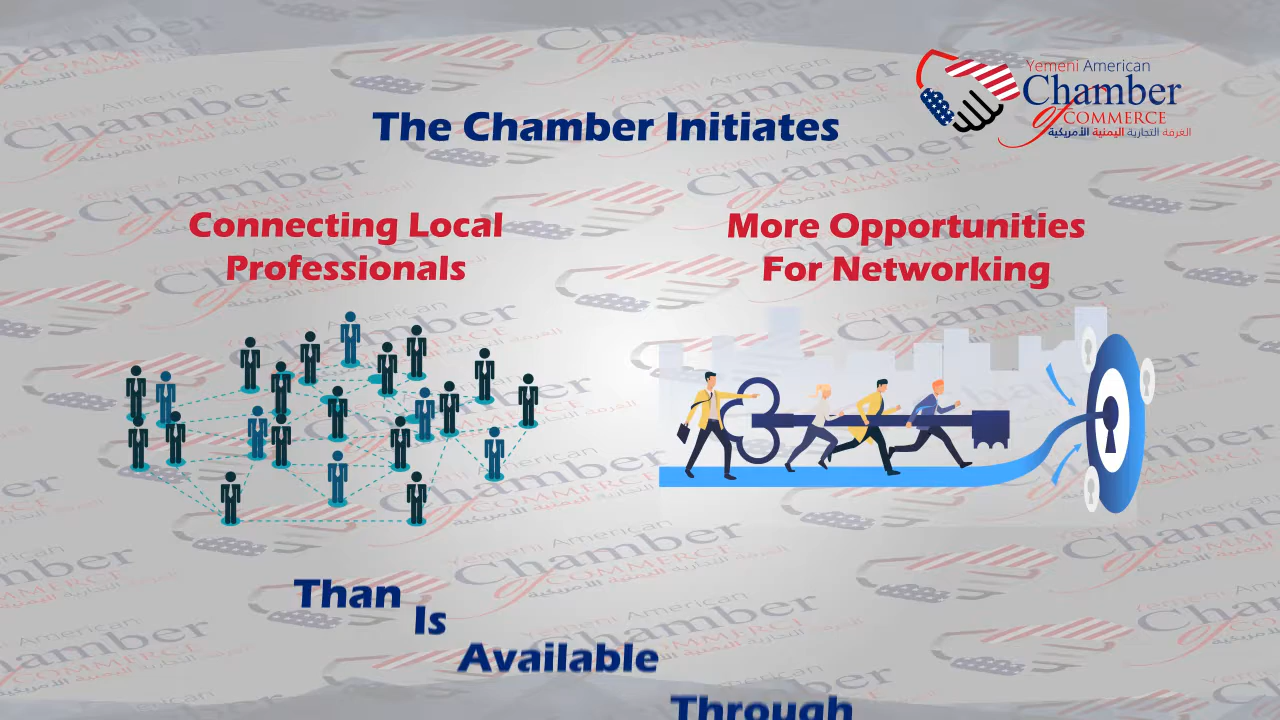 Yemeni American
Chamber
of COMMERCE
الغرفة التجارية اليمنية الأمريكية
The Chamber Initiates
Connecting Local
Professionals
More Opportunities
For Networking
Than
Is
Available
Through